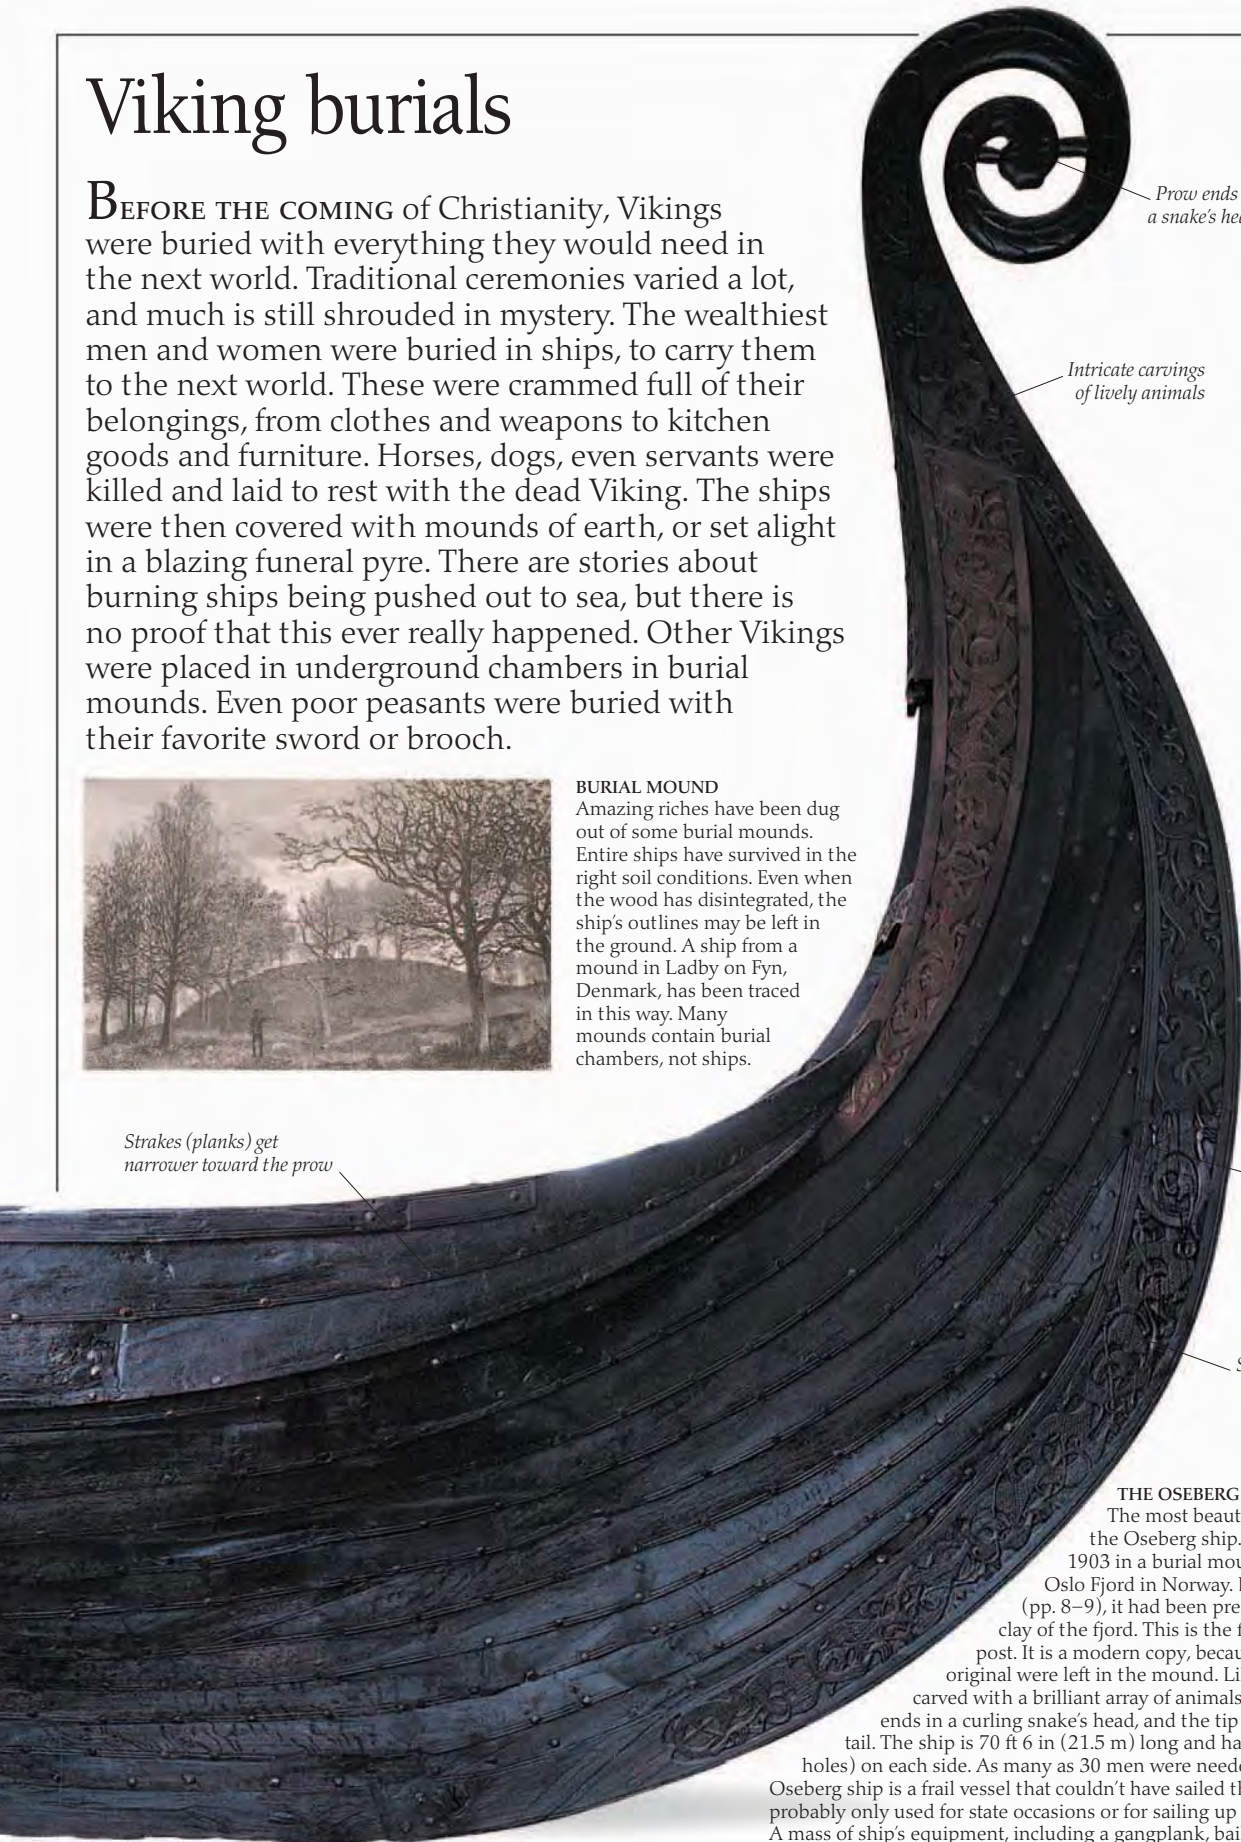 Viking burials
BEFORE THE COMING of Christianity, Vikings
were buried with everything they would need in
the next world. Traditional ceremonies varied a lot,
and much is still shrouded in mystery. The wealthiest
men and women were buried in ships, to carry them
to the next world. These were crammed full of their
belongings, from clothes and weapons to kitchen
goods and furniture. Horses, dogs, even servants were
killed and laid to rest with the dead Viking. The ships
were then covered with mounds of earth, or set alight
in a blazing funeral pyre. There are stories about
burning ships being pushed out to sea, but there is
no proof that this ever really happened. Other Vikings
were placed in underground chambers in burial
mounds. Even poor peasants were buried with
their favorite sword or brooch.
Prow ends
a snake's
Intricate carvings
of lively animals
BURIAL MOUND
Amazing riches have been dug
out of some burial mounds.
Entire ships have survived in the
right soil conditions. Even when
the wood has disintegrated, the
ship's outlines may be left in
the ground. A ship from a
mound in Ladby on Fyn,
Denmark, has been traced
in this way. Many
mounds contain burial
chambers, not ships.
Strakes (planks) get
narrower toward the prow
THE OSEBERG
The most
the Oseberg ship.
1903 in a burial
Oslo Fjord in Norway.
(pp. 8–9), it had been
clay of the fjord. This is the
post. It is a modern copy,
original were left in the mound.
carved with a brilliant array of animals
ends in a curling snake's head, and the tip
tail. The ship is 70 ft 6 in (21.5 m) long and
holes) on each side. As many as 30 men were
Oseberg ship is a frail vessel that couldn't have sailed
probably only used for state occasions or for sailing up
A mass of ship's equipment, including a gangplank,